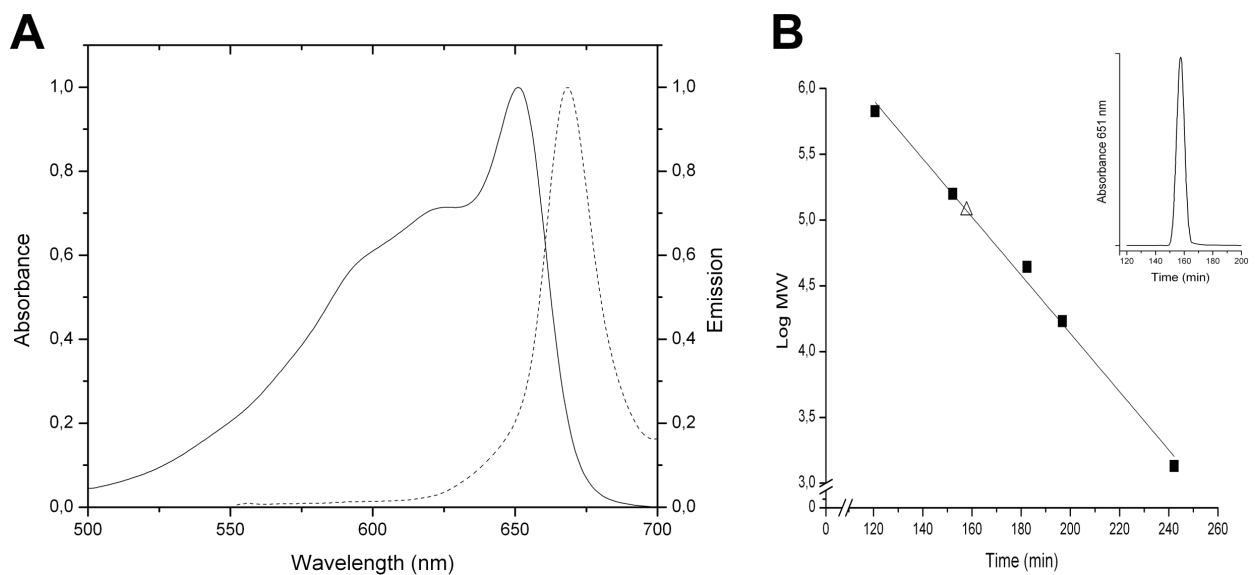 A
Absorbance
1,0
0,8
0,6
0,4
0,2
0,0
500 550 600 650 700
Wavelength (nm)
1,0
0,8
0,6
0,4
0,2
0,0
Emission
B
Log MW
6,0
5,5
5,0
4,5
4,0
3,5
3,0
0
0 120 140 160 180 200 220 240 260
Time (min)
Absorbance 651 nm
120 140 160 180 200
Time (min)